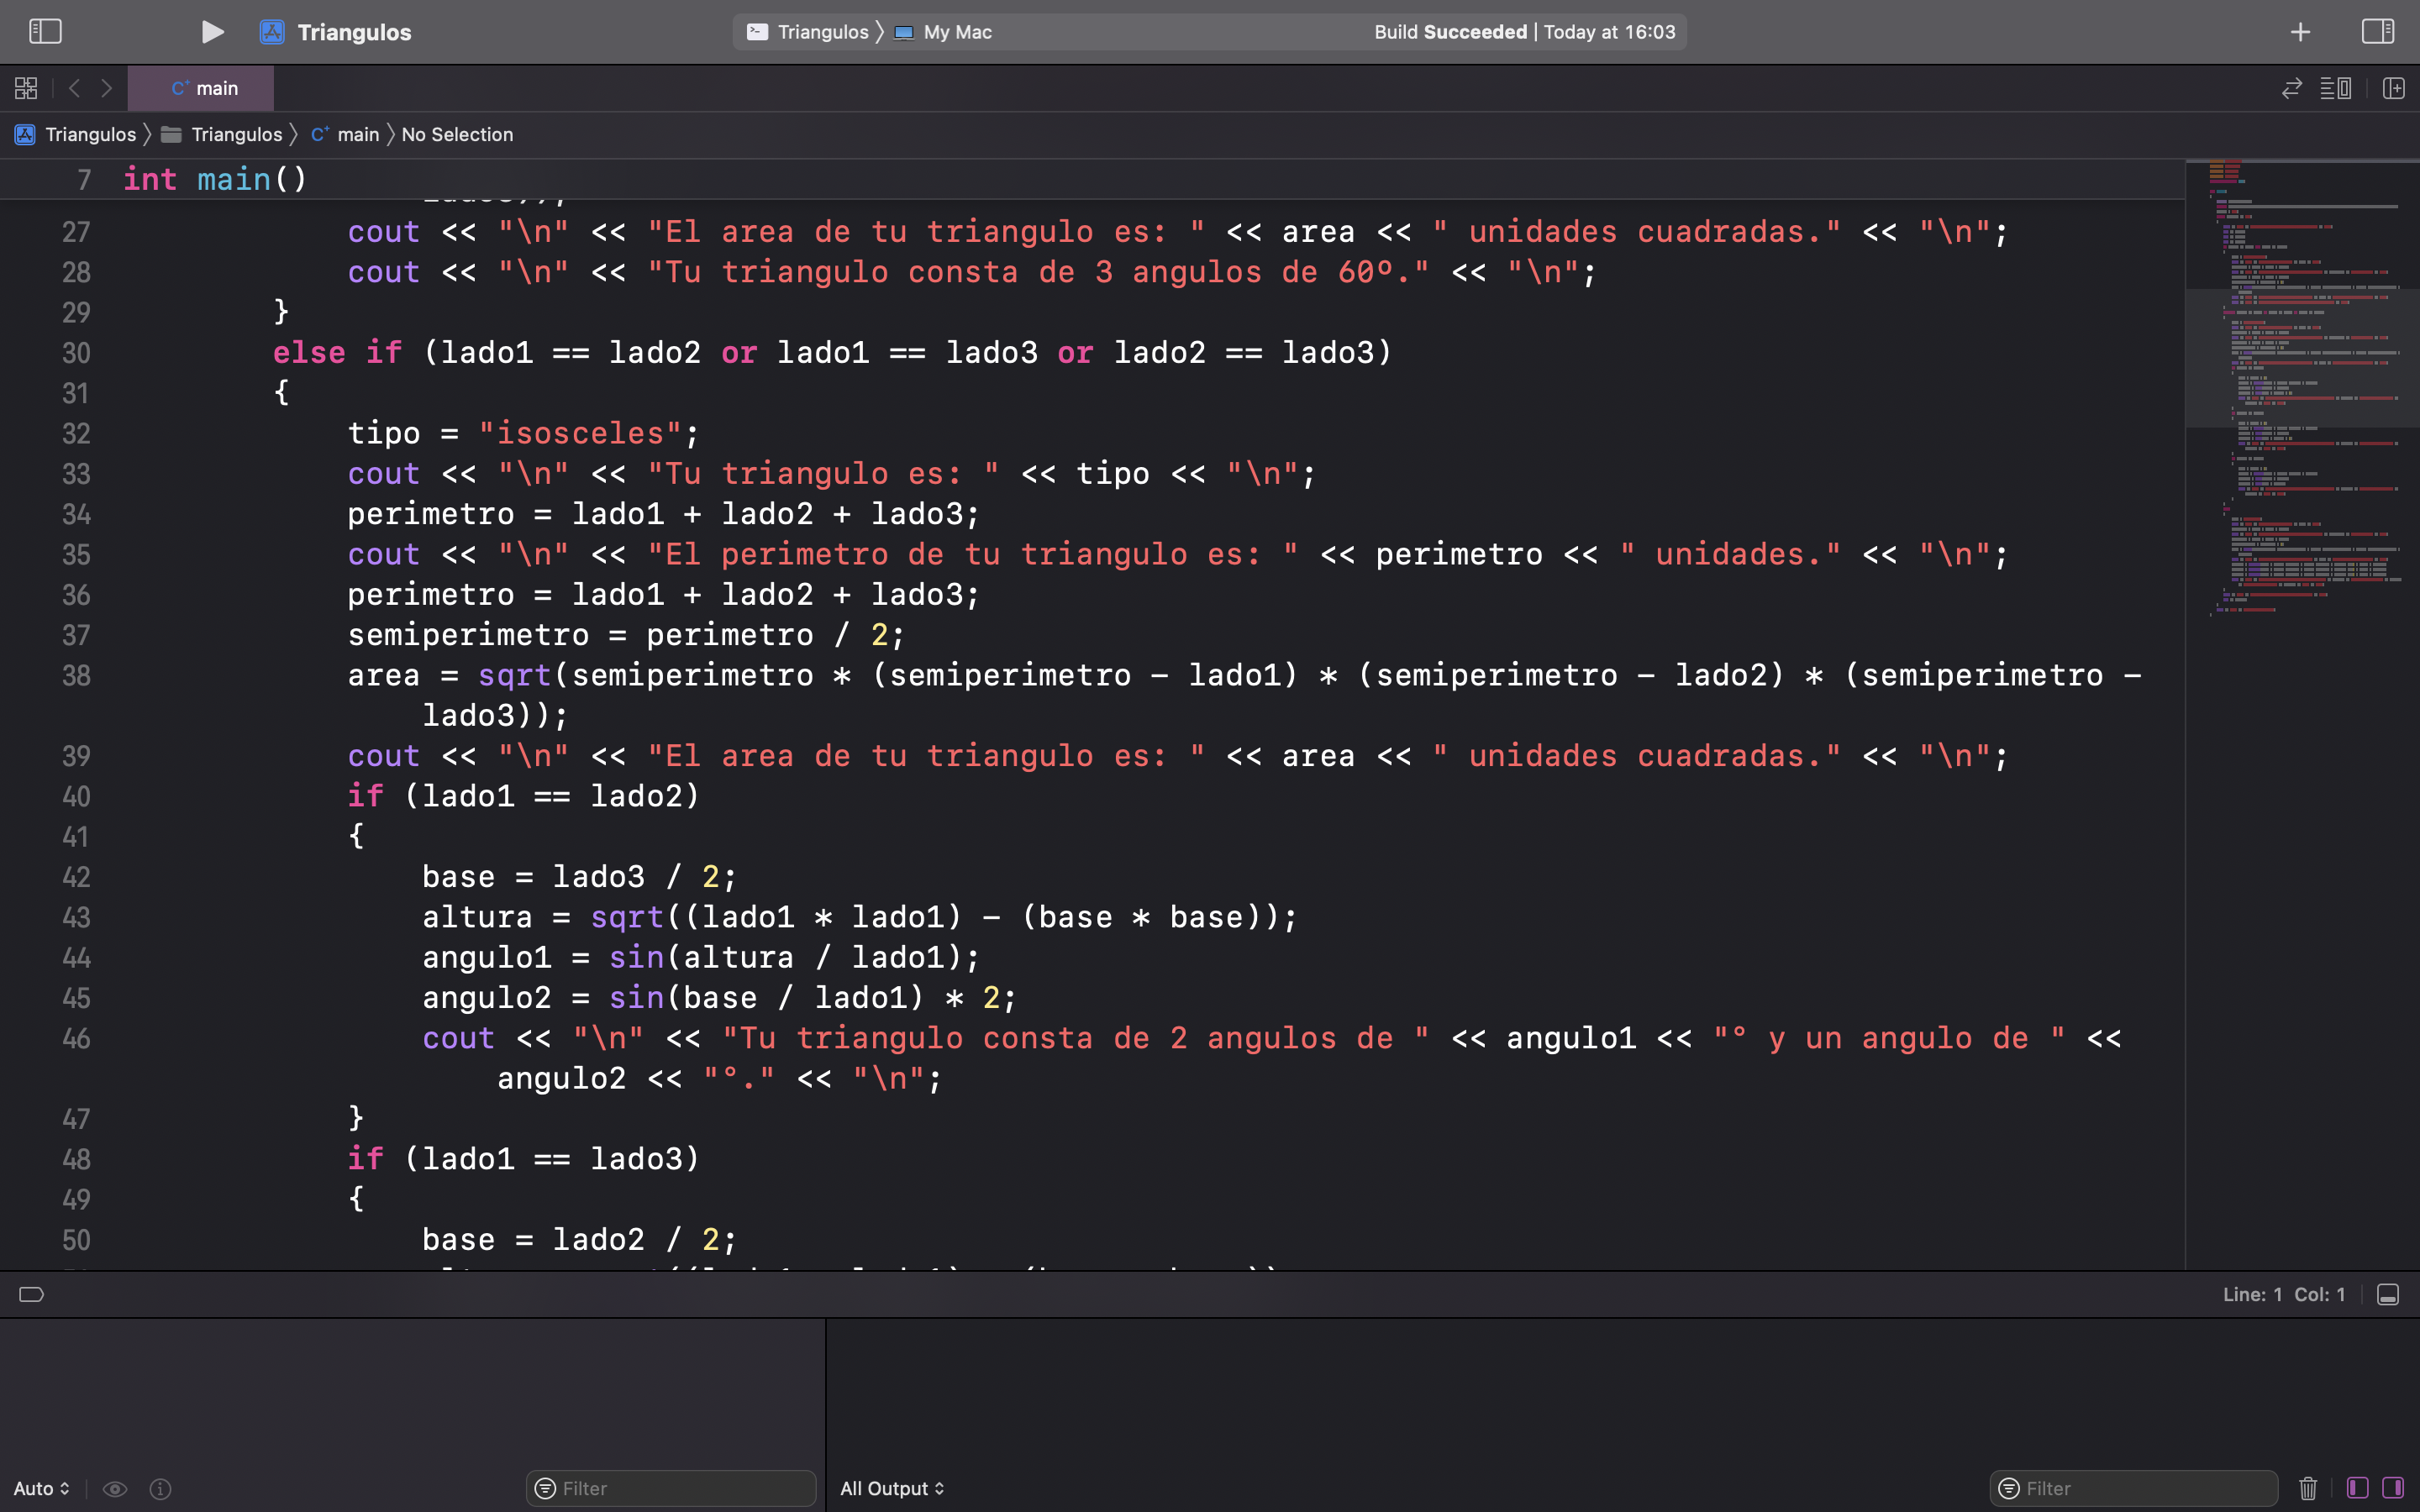 Triangulos
Triangulos 〉 My Mac
Build Succeeded | Today at 16:03
main
Triangulos 〉 Triangulos 〉 main 〉 No Selection
7 int main()
27 cout << "\n" << "El area de tu triangulo es: " << area << " unidades cuadradas." << "\n";
28 cout << "\n" << "Tu triangulo consta de 3 angulos de 60º." << "\n";
29 }
30 else if (lado1 == lado2 or lado1 == lado3 or lado2 == lado3)
31 {
32 tipo = "isosceles";
33 cout << "\n" << "Tu triangulo es: " << tipo << "\n";
34 perimetro = lado1 + lado2 + lado3;
35 cout << "\n" << "El perimetro de tu triangulo es: " << perimetro << " unidades." << "\n";
36 perimetro = lado1 + lado2 + lado3;
37 semiperimetro = perimetro / 2;
38 area = sqrt(semiperimetro * (semiperimetro - lado1) * (semiperimetro - lado2) * (semiperimetro -
lado3));
39 cout << "\n" << "El area de tu triangulo es: " << area << " unidades cuadradas." << "\n";
40 if (lado1 == lado2)
41 {
42 base = lado3 / 2;
43 altura = sqrt((lado1 * lado1) - (base * base));
44 angulo1 = sin(altura / lado1);
45 angulo2 = sin(base / lado1) * 2;
46 cout << "\n" << "Tu triangulo consta de 2 angulos de " << angulo1 << "° y un angulo de " <<
angulo2 << "°." << "\n";
47 }
48 if (lado1 == lado3)
49 {
50 base = lado2 / 2;
Line: 1 Col: 1
Auto
Filter
All Output
Filter